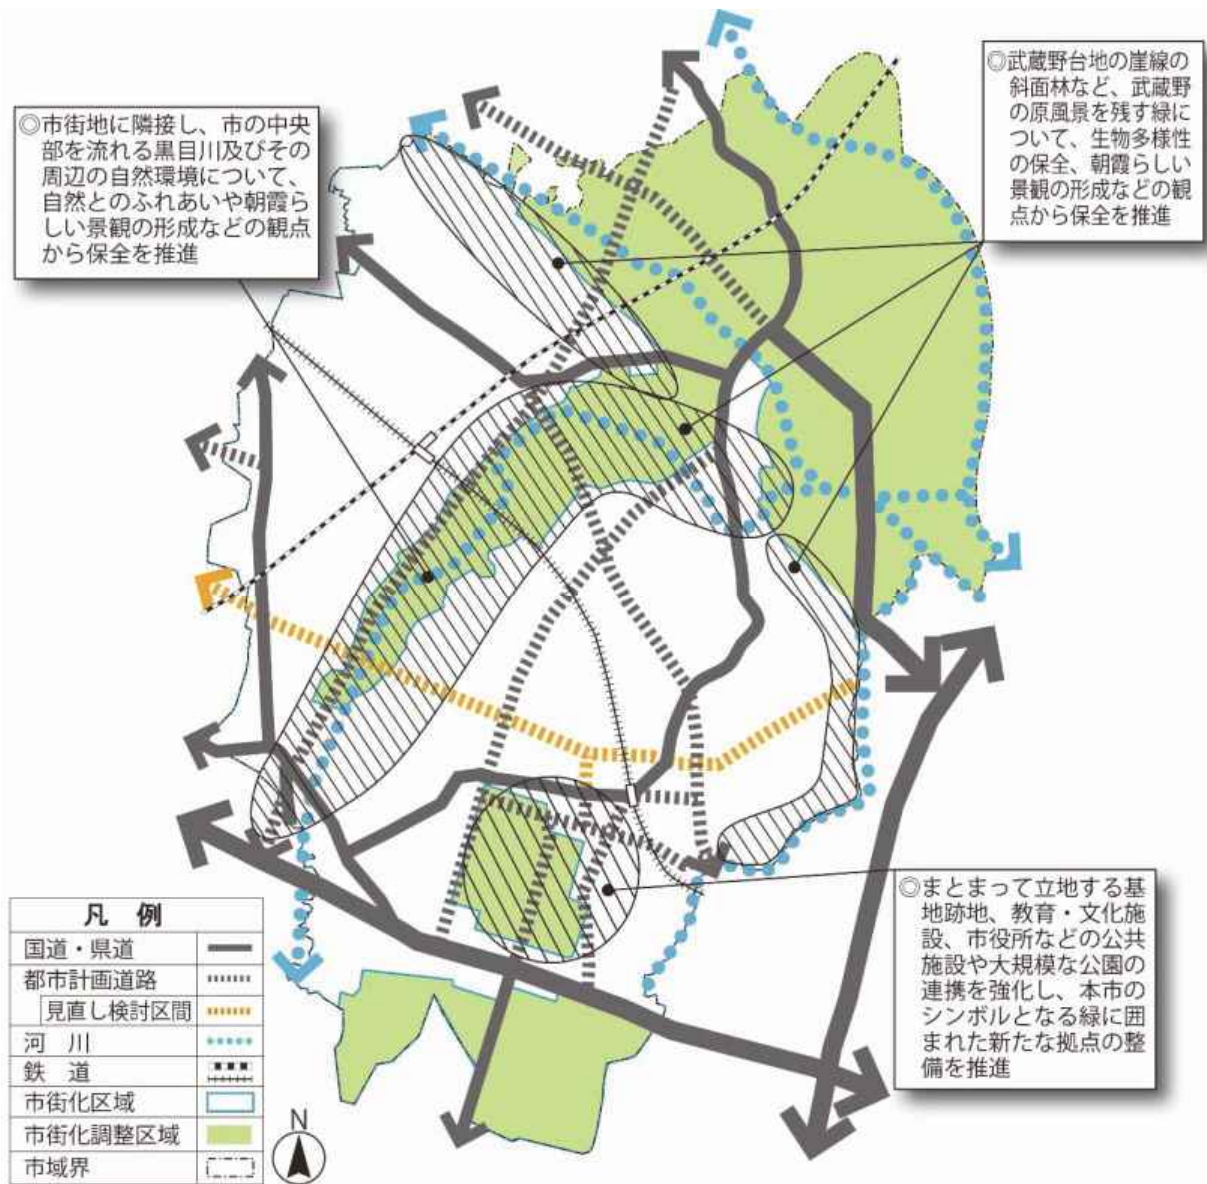 ◎市街地に隣接し、市の中央
部を流れる黒目川及びその
周辺の自然環境について、
自然とのふれあいや朝霞ら
しい景観の形成などの観点
から保全を推進
◎武蔵野台地の崖線の
斜面林など、武蔵野
の原風景を残す緑に
ついて、生物多様性
の保全、朝霞らしい
景観の形成などの観
点から保全を推進
◎まとまって立地する基
地跡地、教育・文化施
設、市役所などの公共
施設や大規模な公園の
連携を強化し、本市の
シンボルとなる緑に囲
まれた新たな拠点の整
備を推進
凡 例
国道・県道
都市計画道路
見直し検討区間
河 川
鉄 道
市街化区域
市街化調整区域
市域界
N